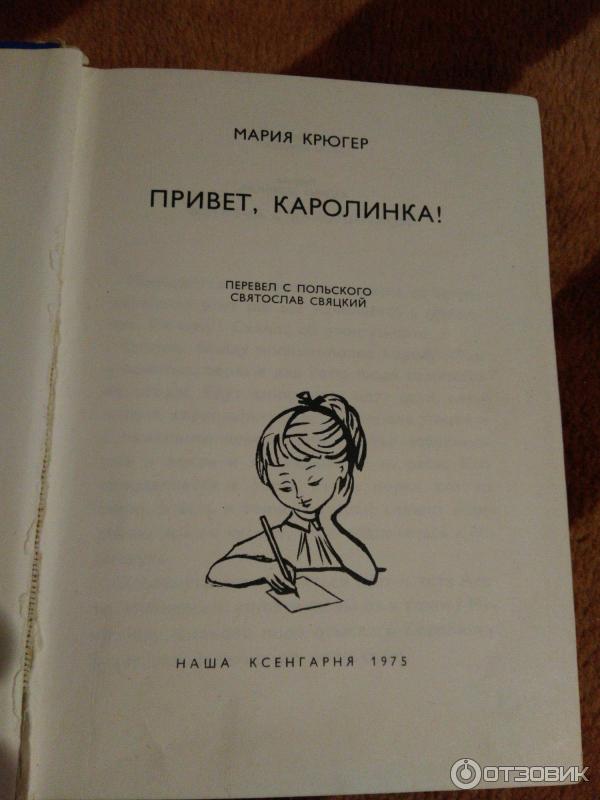 МАРИЯ КРЮГЕР
ПРИВЕТ, КАРОЛИНКА!
ПЕРЕВЕЛ С ПОЛЬСКОГО
СВЯТОСЛАВ СВЯЦКИЙ
НАША КСЕНГАРНЯ 1975
ОТЗОВИК